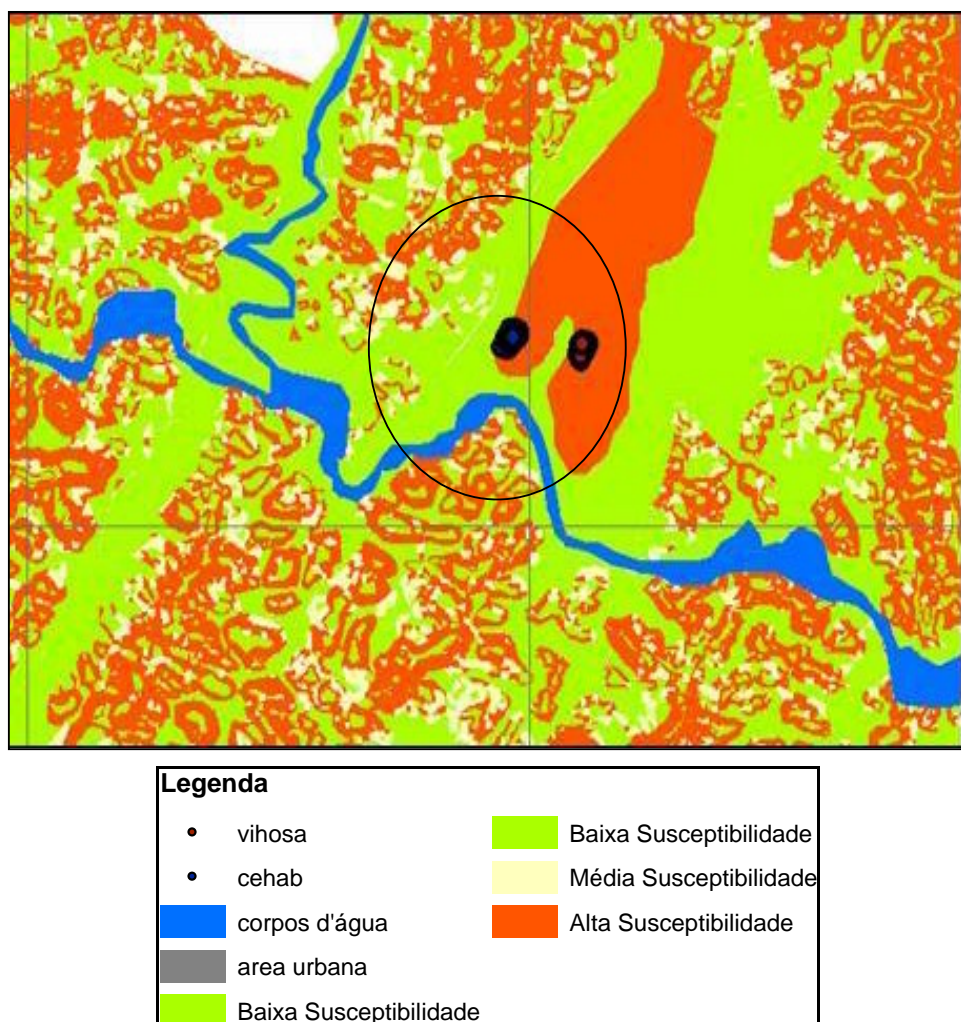 Legenda
vihosa
cehab
corpos d'água
area urbana
Baixa Susceptibilidade
Baixa Susceptibilidade
Média Susceptibilidade
Alta Susceptibilidade